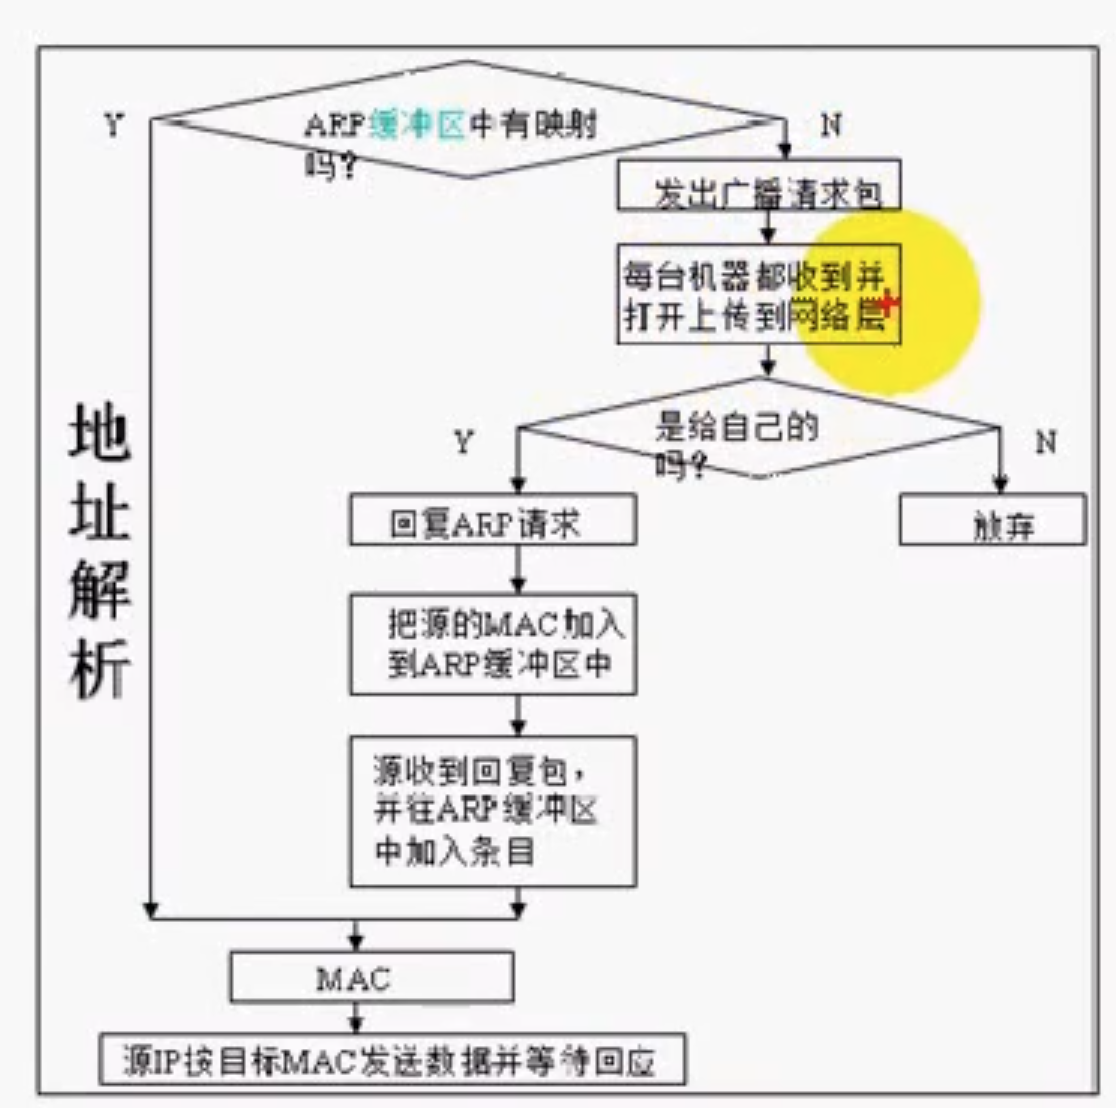 Y
ARP缓冲区中有映射
吗？
N
发出广播请求包
每台机器都收到并
打开上传到网络层
Y
是给自己的
吗？
N
回复ARP请求
放弃
地
址
解
析
把源的MAC加入
到ARP缓冲区中
源收到回复包，
并往ARP缓冲区
中加入条目
MAC
源IP按目标MAC发送数据并等待回应